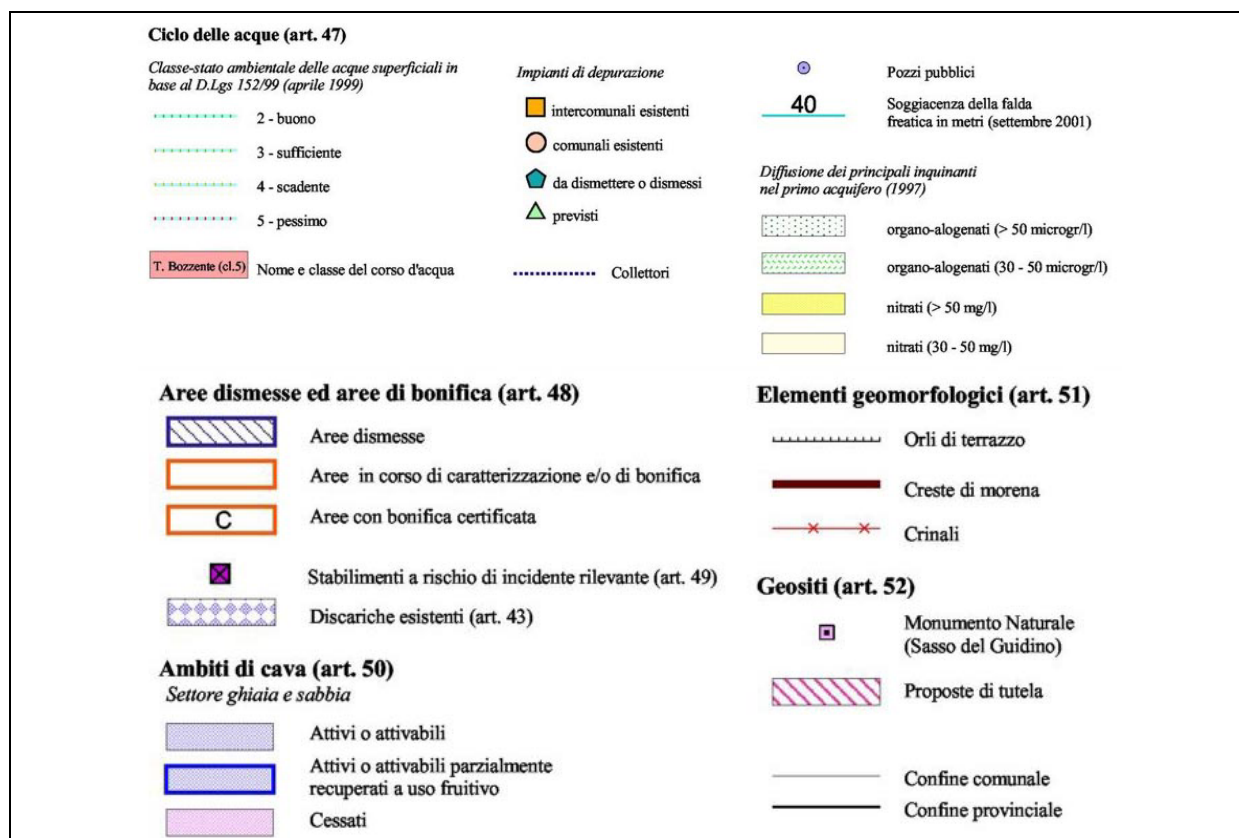 Ciclo delle acque (art. 47)
Classe-stato ambientale delle acque superficiali in
base al D.Lgs 152/99 (aprile 1999)
2 - buono
3 - sufficiente
4 - scadente
5 - pessimo
T. Bozzente (cl.5)
Nome e classe del corso d'acqua
Impianti di depurazione
intercomunali esistenti
comunali esistenti
da dismettere o dismessi
previsti
Collettori
Pozzi pubblici
40
Soggiacenza della falda
freatica in metri (settembre 2001)
Diffusione dei principali inquinanti
nel primo acquifero (1997)
organo-alogenati (> 50 microgr/l)
organo-alogenati (30 - 50 microgr/l)
nitrati (> 50 mg/l)
nitrati (30 - 50 mg/l)
Aree dismesse ed aree di bonifica (art. 48)
Aree dismesse
Aree in corso di caratterizzazione e/o di bonifica
C
Aree con bonifica certificata
Stabilimenti a rischio di incidente rilevante (art. 49)
Discariche esistenti (art. 43)
Ambiti di cava (art. 50)
Settore ghiaia e sabbia
Attivi o attivabili
Attivi o attivabili parzialmente
recuperati a uso fruitivo
Cessati
Elementi geomorfologici (art. 51)
Orli di terrazzo
Creste di morena
Crinali
Geositi (art. 52)
Monumento Naturale
(Sasso del Guidino)
Proposte di tutela
Confine comunale
Confine provinciale